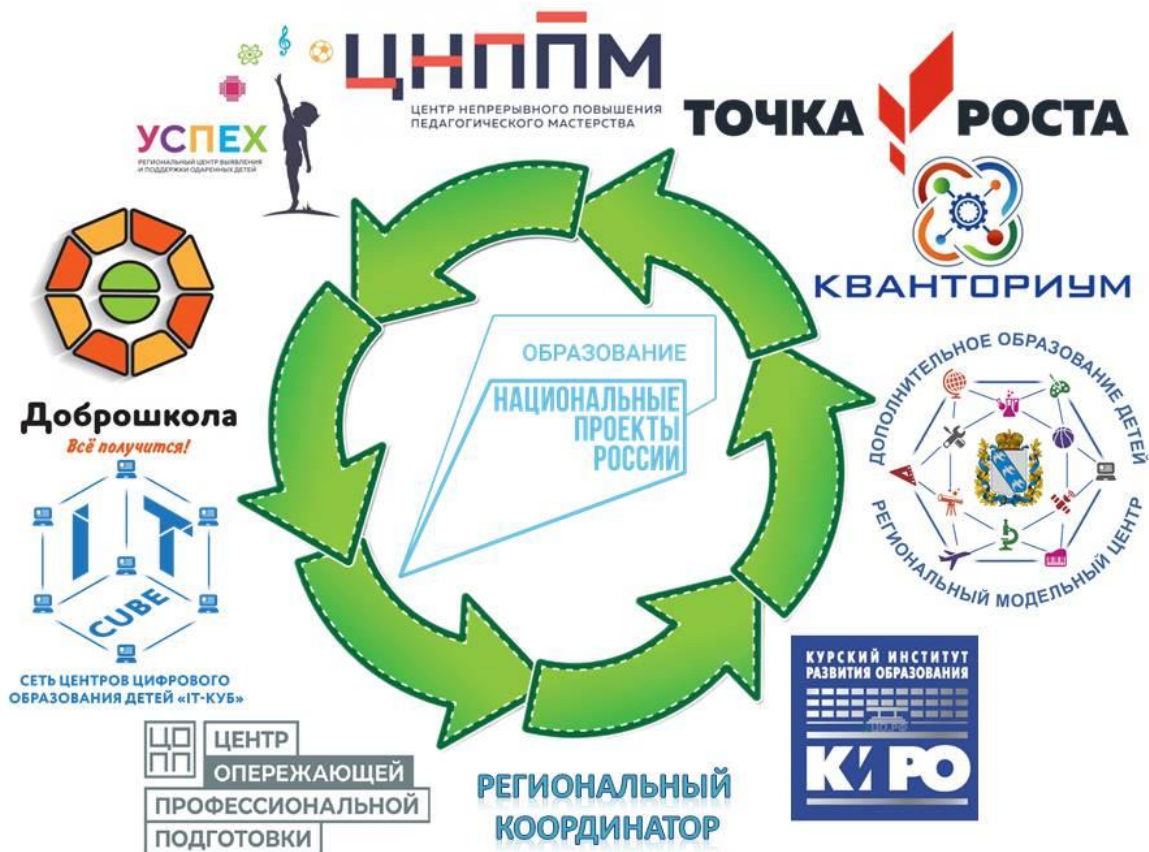 ЦНППМ
ЦЕНТР НЕПРЕРЫВНОГО ПОВЫШЕНИЯ
ПЕДАГОГИЧЕСКОГО МАСТЕРСТВА
УСПЕХ
РЕГИОНАЛЬНЫЙ ЦЕНТР ВЫЯВЛЕНИЯ
И ПОДДЕРЖКИ ОДАРЕННЫХ ДЕТЕЙ
ТОЧКА РОСТА
КВАНТОРИУМ
Доброшкола
Всё получится!
ОБРАЗОВАНИЕ
НАЦИОНАЛЬНЫЕ
ПРОЕКТЫ
РОССИИ
ДОПОЛНИТЕЛЬНОЕ ОБРАЗОВАНИЕ ДЕТЕЙ
РЕГИОНАЛЬНЫЙ МОДЕЛЬНЫЙ ЦЕНТР
IT
CUBE
СЕТЬ ЦЕНТРОВ ЦИФРОВОГО
ОБРАЗОВАНИЯ ДЕТЕЙ «IT-КУБ»
КУРСКИЙ ИНСТИТУТ
РАЗВИТИЯ ОБРАЗОВАНИЯ
КИРО
ЦО
ПП
ЦЕНТР
ОПЕРЕЖАЮЩЕЙ
ПРОФЕССИОНАЛЬНОЙ
ПОДГОТОВКИ
РЕГИОНАЛЬНЫЙ
КООРДИНАТОР